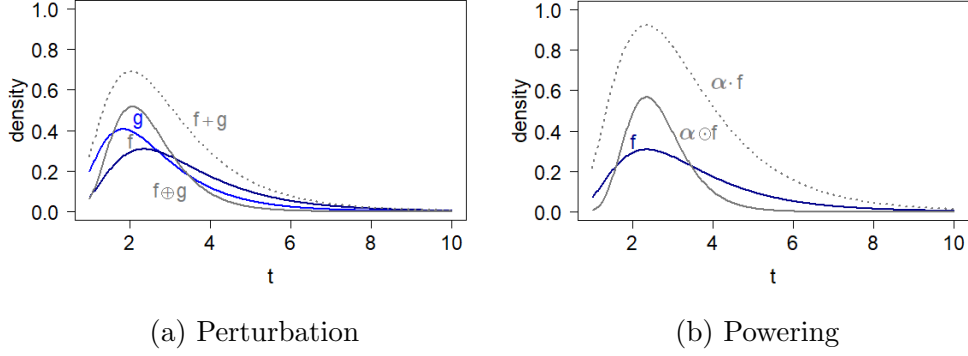 density
1.0
0.8
0.6
0.4
0.2
0.0
g
f
f+g
f⊕g
2 4 6 8 10
t
(a) Perturbation
density
1.0
0.8
0.6
0.4
0.2
0.0
α·f
α⊙f
f
2 4 6 8 10
t
(b) Powering